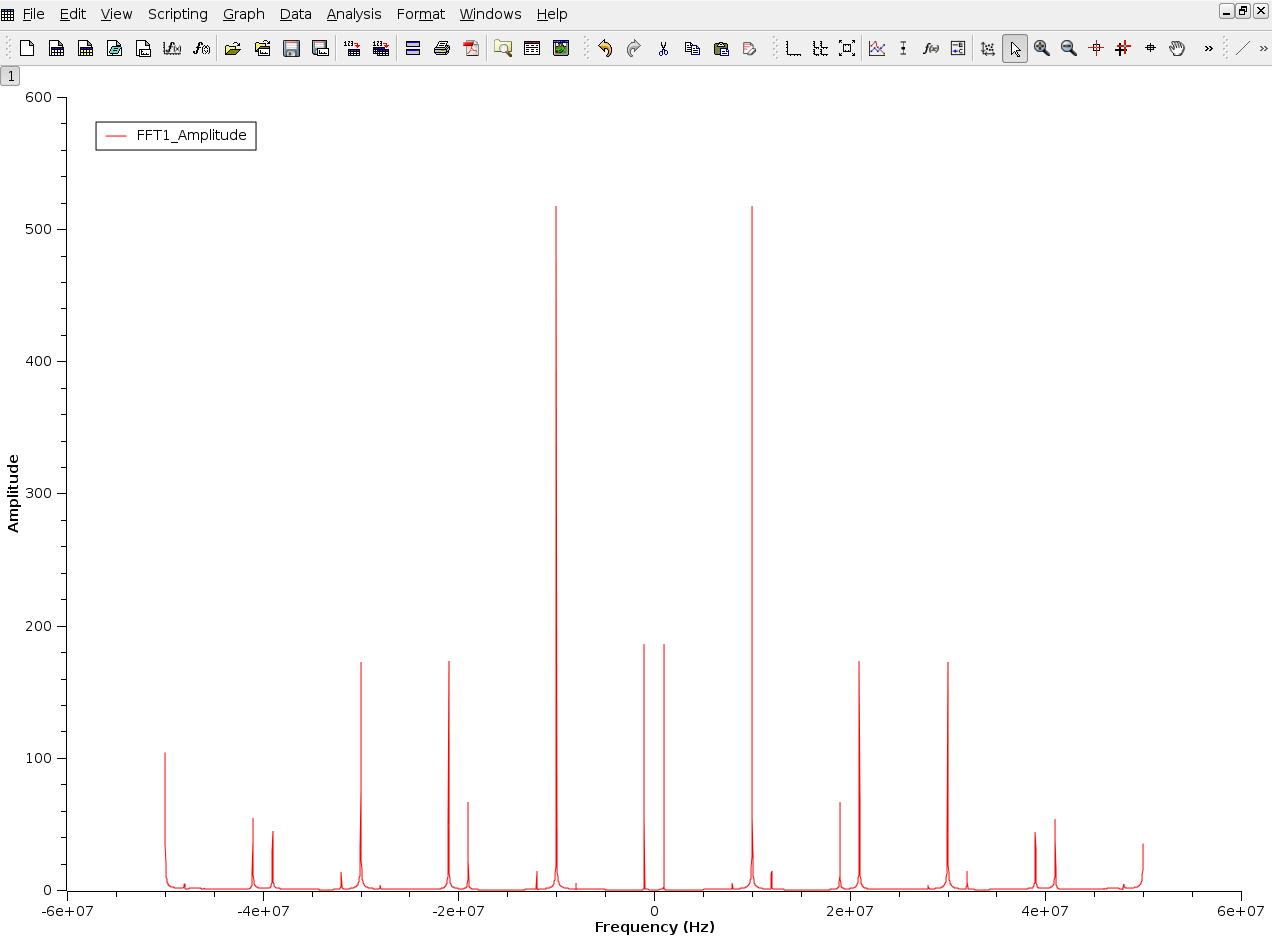 File Edit View Scripting Graph Data Analysis Format Windows Help
1
600
FFT1_Amplitude
500
400
300
200
100
0
Amplitude
-6e+07 -4e+07 -2e+07 0 2e+07 4e+07 6e+07
Frequency (Hz)